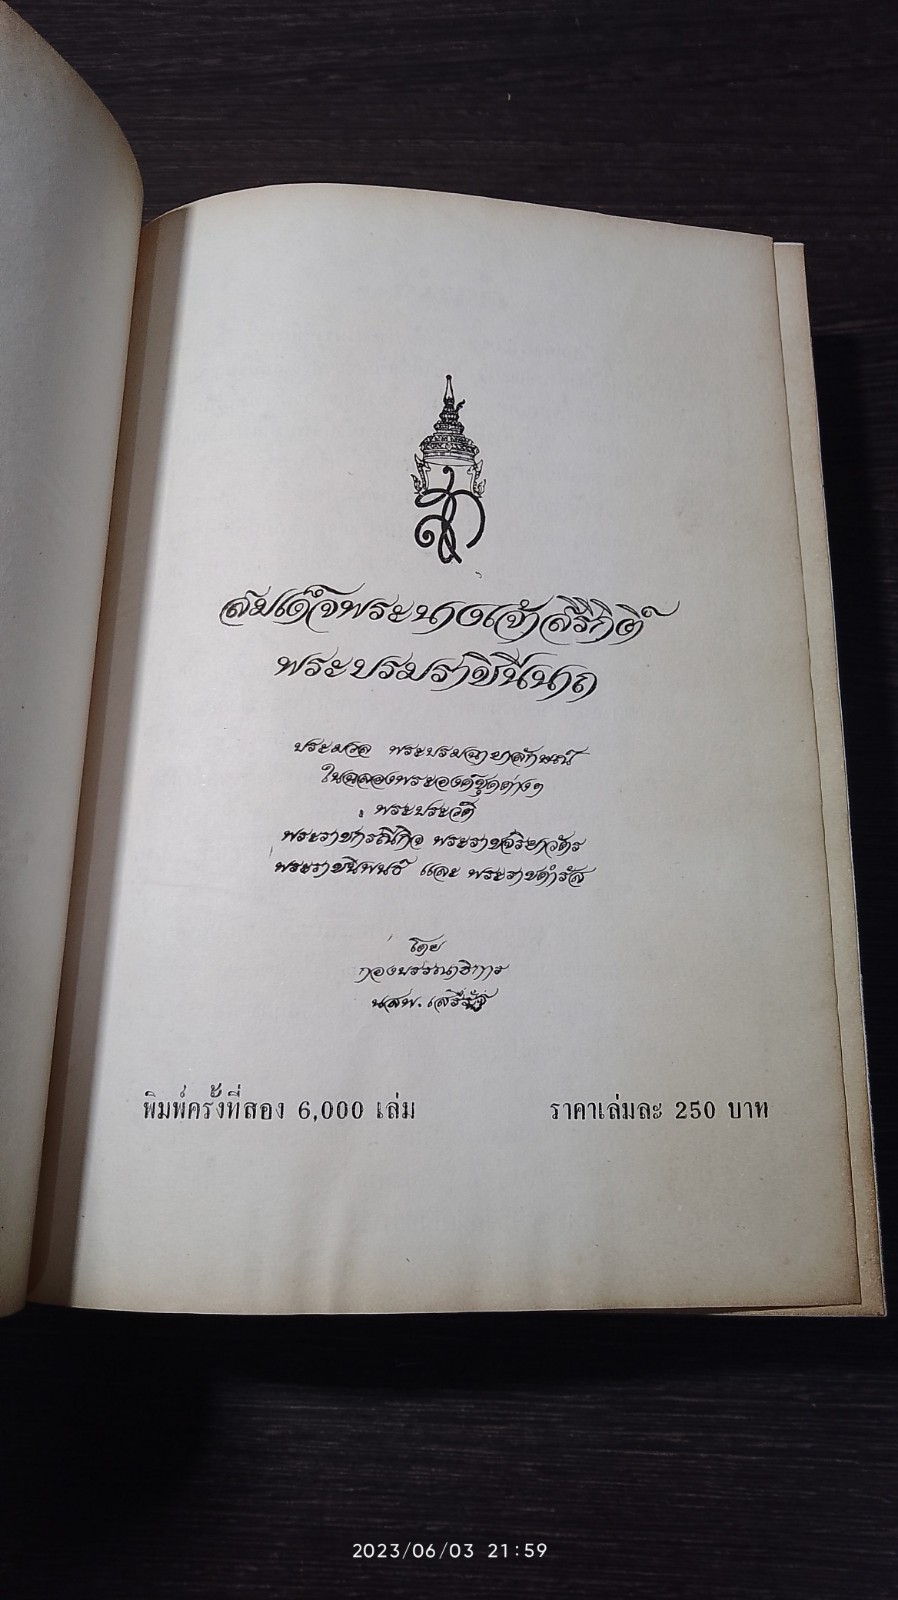 สมเด็จพระนางเจ้าสิริกิติ์
พระบรมราชินีนาถ
ประมวล พระบรมฉายาลักษณ์
ในฉลองพระองค์ชุดต่างๆ
พระประวัติ
พระราชกรณีกิจ พระราชจริยาวัตร
พระราชนิพนธ์ และ พระราชดำรัส
โดย
กองบรรณาธิการ
นสพ. เสรีรัฐ
พิมพ์ครั้งที่สอง 6,000 เล่ม
ราคาเล่มละ 250 บาท
2023/06/03 21:59